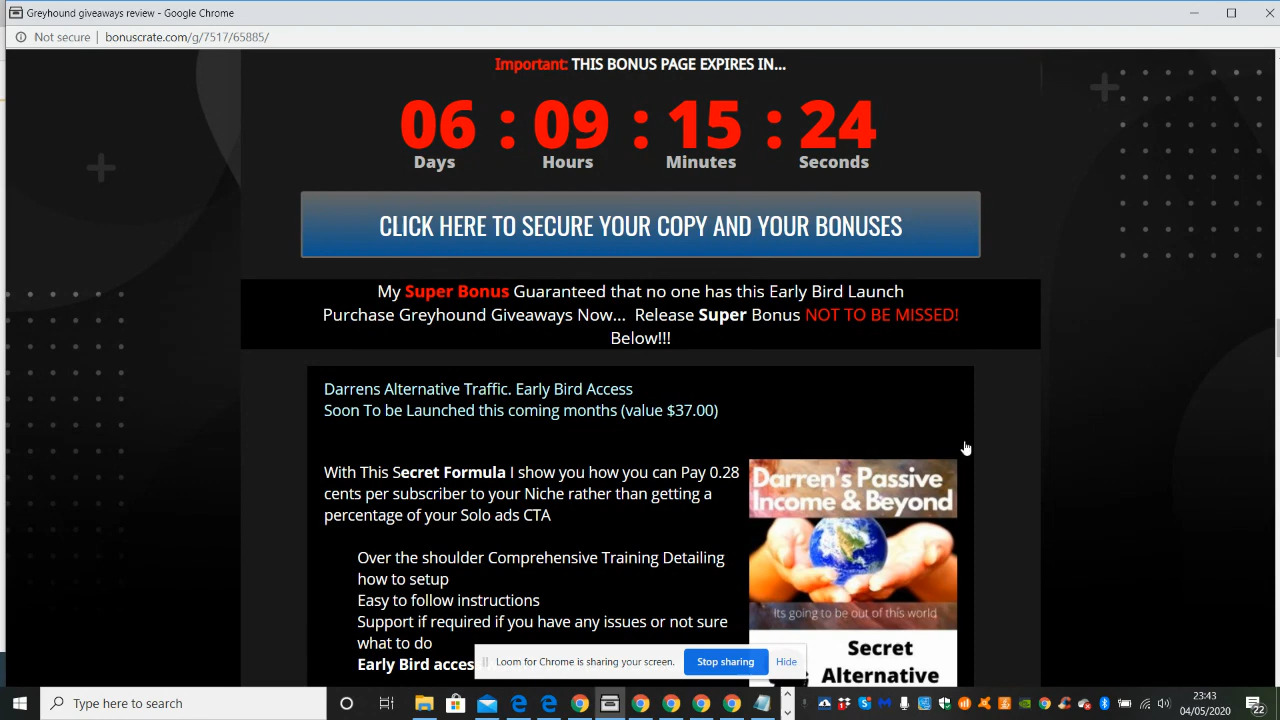 Greyhound giveaways review - Google Chrome
Not secure | bonuscrate.com/g/7517/65885/
Important: THIS BONUS PAGE EXPIRES IN...
06 : 09 : 15 : 24
Days Hours Minutes Seconds
CLICK HERE TO SECURE YOUR COPY AND YOUR BONUSES
My Super Bonus Guaranteed that no one has this Early Bird Launch
Purchase Greyhound Giveaways Now... Release Super Bonus NOT TO BE MISSED!
Below!!!
Darrens Alternative Traffic. Early Bird Access
Soon To be Launched this coming months (value $37.00)
With This Secret Formula I show you how you can Pay 0.28
cents per subscriber to your Niche rather than getting a
percentage of your Solo ads CTA
Over the shoulder Comprehensive Training Detailing
how to setup
Easy to follow instructions
Support if required if you have any issues or not sure
what to do
Early Bird acces
Darren's Passive
Income & Beyond
Its going to be out of this world
Secret
Alternative
Loom for Chrome is sharing your screen. Stop sharing Hide
Type here to search
23:43
04/05/2020
22